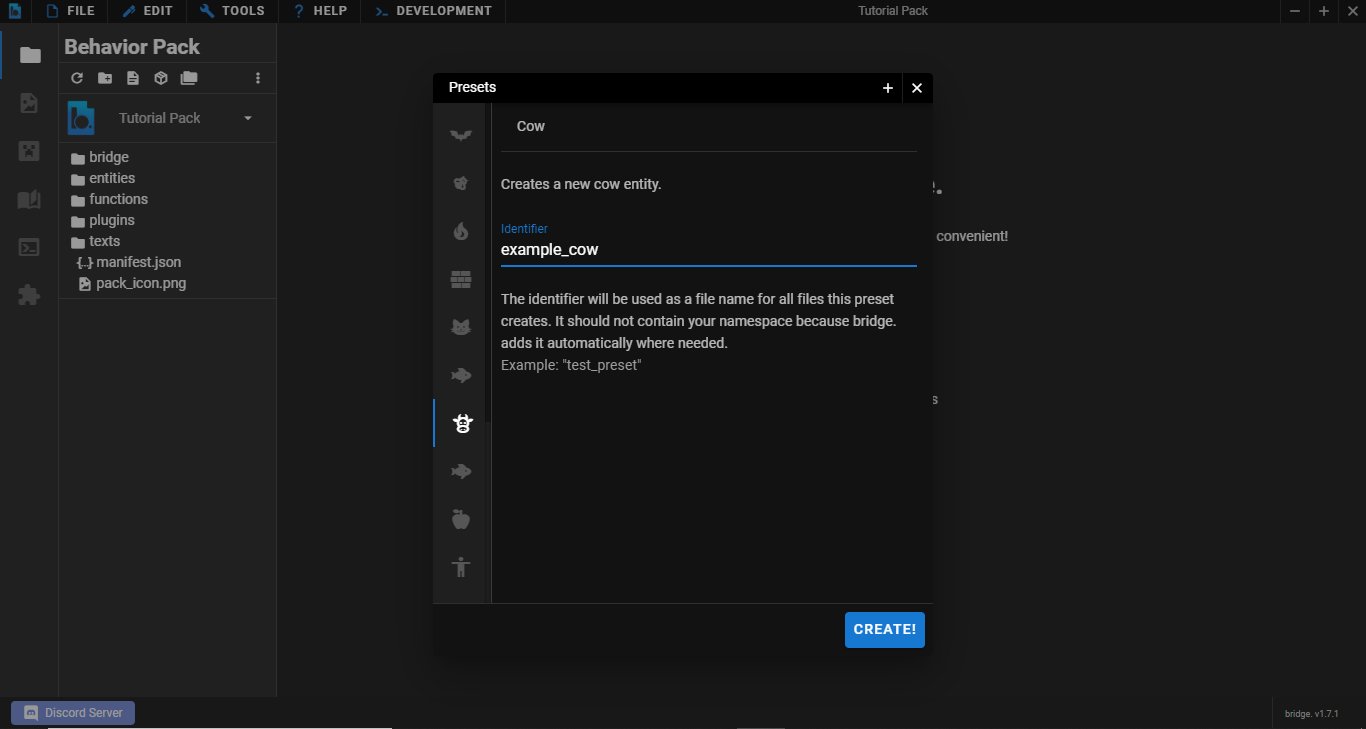 FILE EDIT TOOLS HELP DEVELOPMENT Tutorial Pack
Behavior Pack
Tutorial Pack
bridge
entities
functions
plugins
texts
{..} manifest.json
pack_icon.png
Presets
Cow
Creates a new cow entity.
Identifier
example_cow
The identifier will be used as a file name for all files this preset
creates. It should not contain your namespace because bridge.
adds it automatically where needed.
Example: "test_preset"
CREATE!
e.
convenient!
s
Discord Server
bridge. v1.7.1